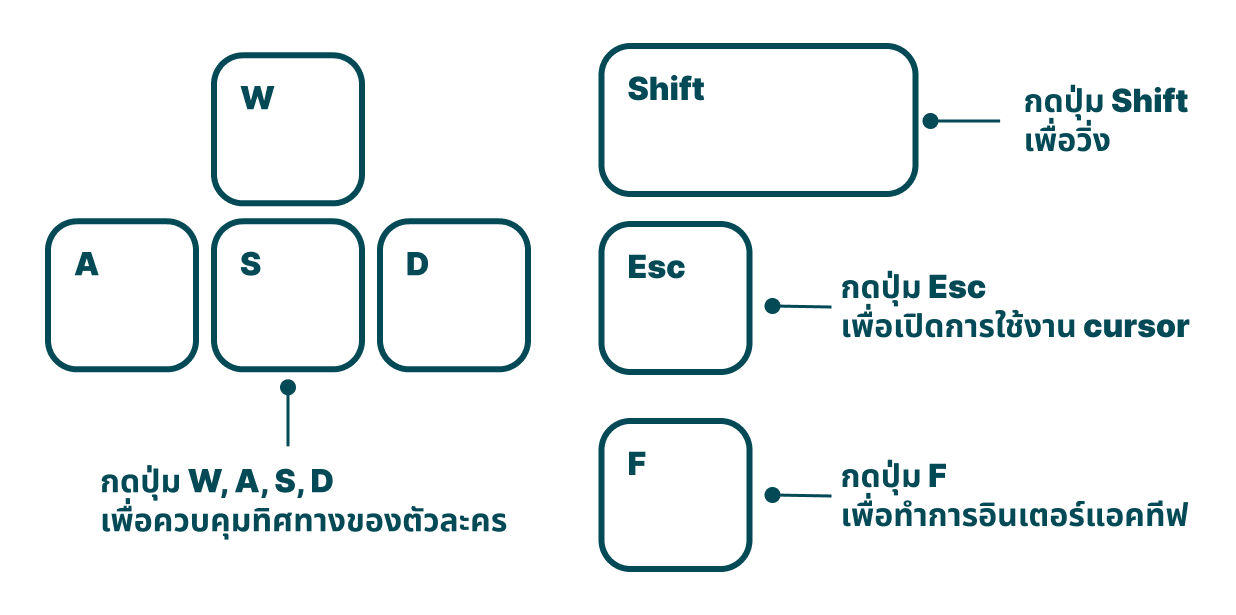 W
A
S
D
กดปุ่ม W, A, S, D
เพื่อควบคุมทิศทางของตัวละคร
Shift
กดปุ่ม Shift
เพื่อวิ่ง
Esc
กดปุ่ม Esc
เพื่อเปิดการใช้งาน cursor
F
กดปุ่ม F
เพื่อทำการอินเตอร์แอคทีฟ